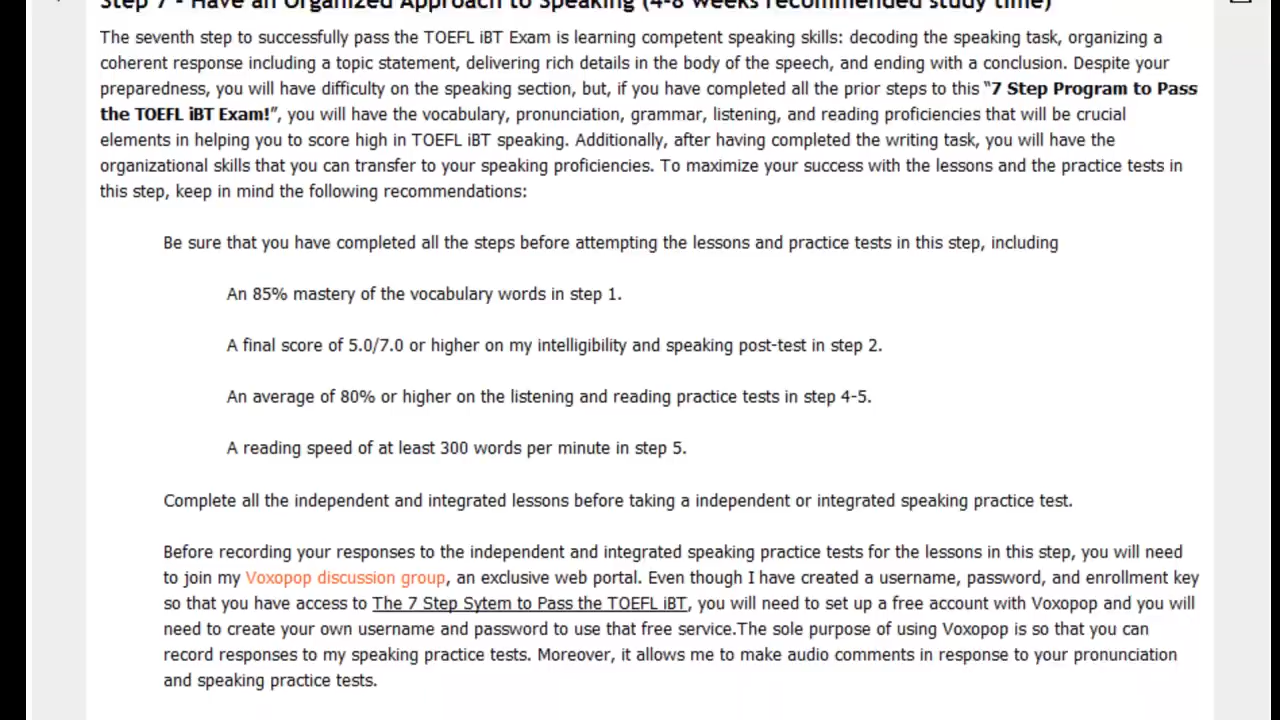 Step 7 - Have an Organized Approach to Speaking (4-8 weeks recommended study time)
The seventh step to successfully pass the TOEFL iBT Exam is learning competent speaking skills: decoding the speaking task, organizing a
coherent response including a topic statement, delivering rich details in the body of the speech, and ending with a conclusion. Despite your
preparedness, you will have difficulty on the speaking section, but, if you have completed all the prior steps to this "7 Step Program to Pass
the TOEFL iBT Exam!", you will have the vocabulary, pronunciation, grammar, listening, and reading proficiencies that will be crucial
elements in helping you to score high in TOEFL iBT speaking. Additionally, after having completed the writing task, you will have the
organizational skills that you can transfer to your speaking proficiencies. To maximize your success with the lessons and the practice tests in
this step, keep in mind the following recommendations:
Be sure that you have completed all the steps before attempting the lessons and practice tests in this step, including
An 85% mastery of the vocabulary words in step 1.
A final score of 5.0/7.0 or higher on my intelligibility and speaking post-test in step 2.
An average of 80% or higher on the listening and reading practice tests in step 4-5.
A reading speed of at least 300 words per minute in step 5.
Complete all the independent and integrated lessons before taking a independent or integrated speaking practice test.
Before recording your responses to the independent and integrated speaking practice tests for the lessons in this step, you will need
to join my Voxopop discussion group, an exclusive web portal. Even though I have created a username, password, and enrollment key
so that you have access to The 7 Step Sytem to Pass the TOEFL iBT, you will need to set up a free account with Voxopop and you will
need to create your own username and password to use that free service.The sole purpose of using Voxopop is so that you can
record responses to my speaking practice tests. Moreover, it allows me to make audio comments in response to your pronunciation
and speaking practice tests.